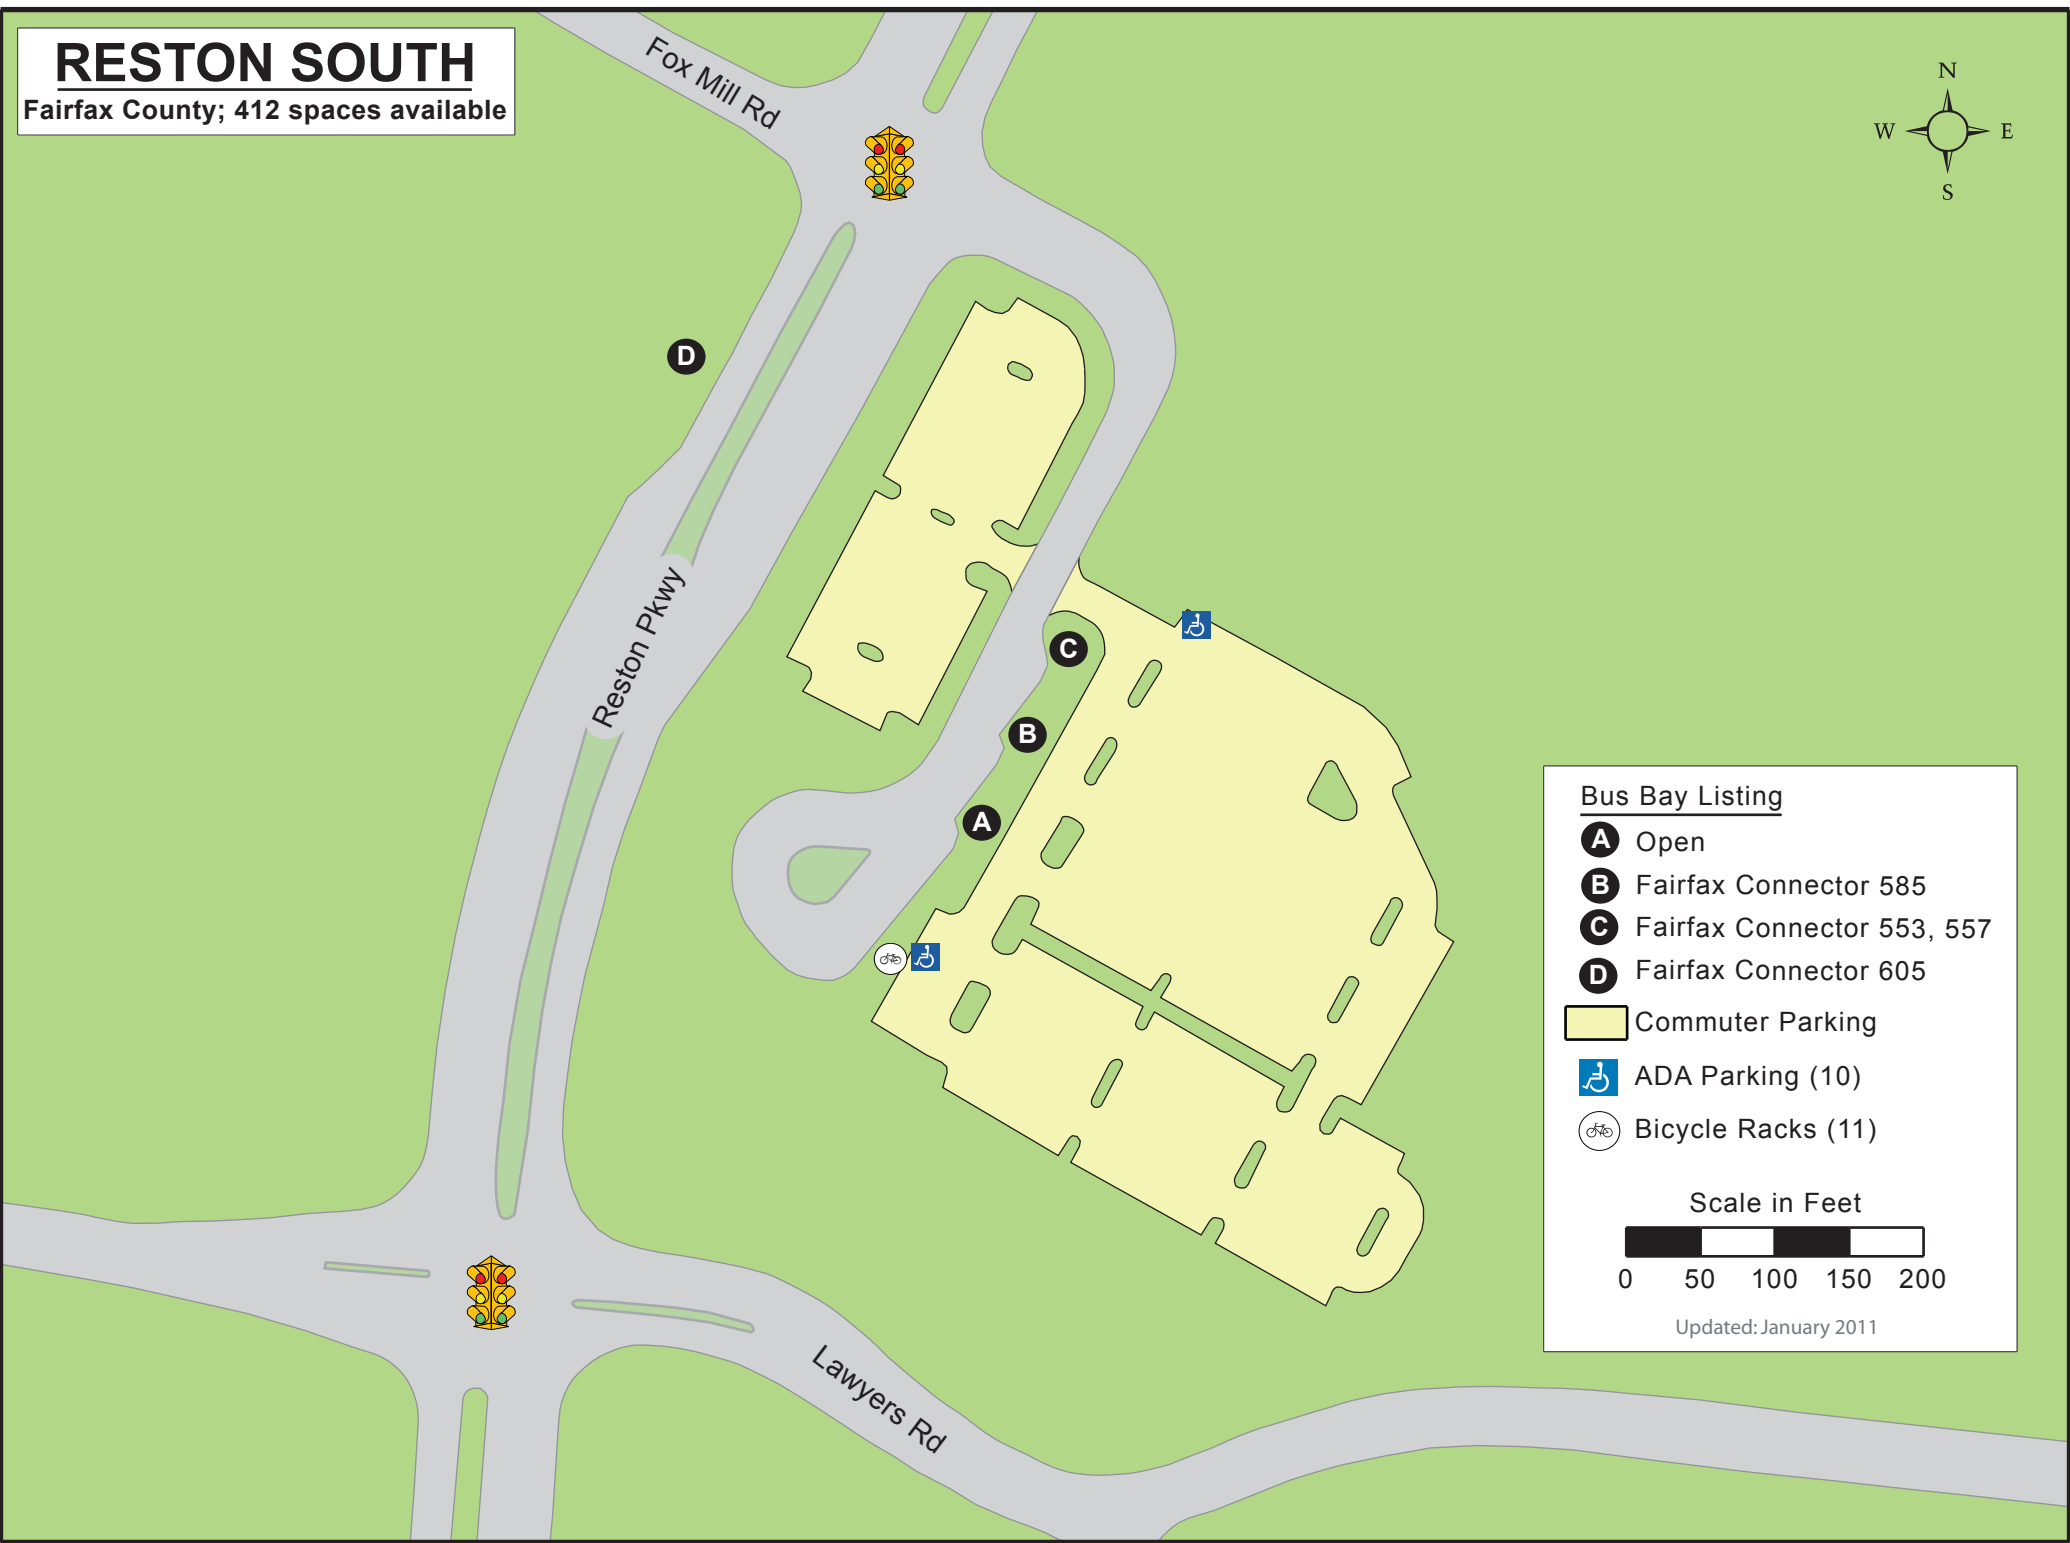 RESTON SOUTH
Fairfax County; 412 spaces available
Fox Mill Rd
N
W
E
S
D
Reston Pkwy
C
B
A
Lawyers Rd
Bus Bay Listing
A Open
B Fairfax Connector 585
C Fairfax Connector 553, 557
D Fairfax Connector 605
Commuter Parking
ADA Parking (10)
Bicycle Racks (11)
Scale in Feet
0 50 100 150 200
Updated: January 2011